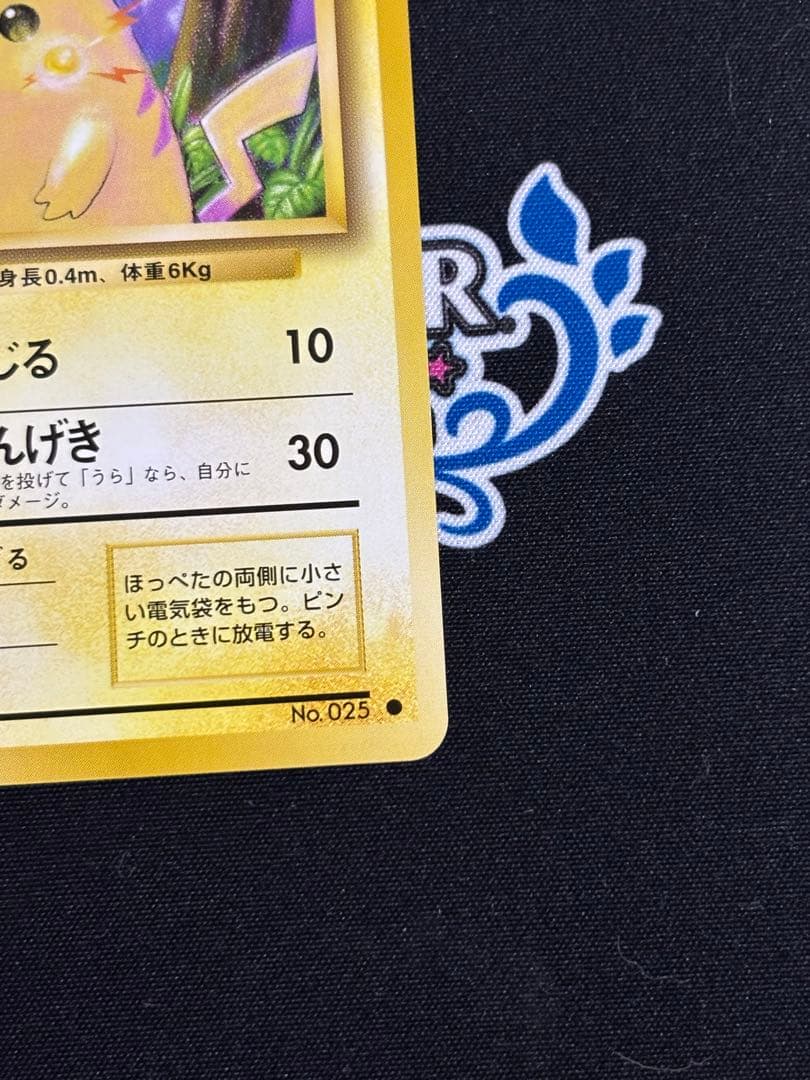 身長0.4m、体重6Kg
じる 10
んげき 30
を投げて「うら」なら、自分に
ダメージ。
る
ほっぺたの両側に小さ
い電気袋をもつ。ピン
チのときに放電する。
No.025 ●
R